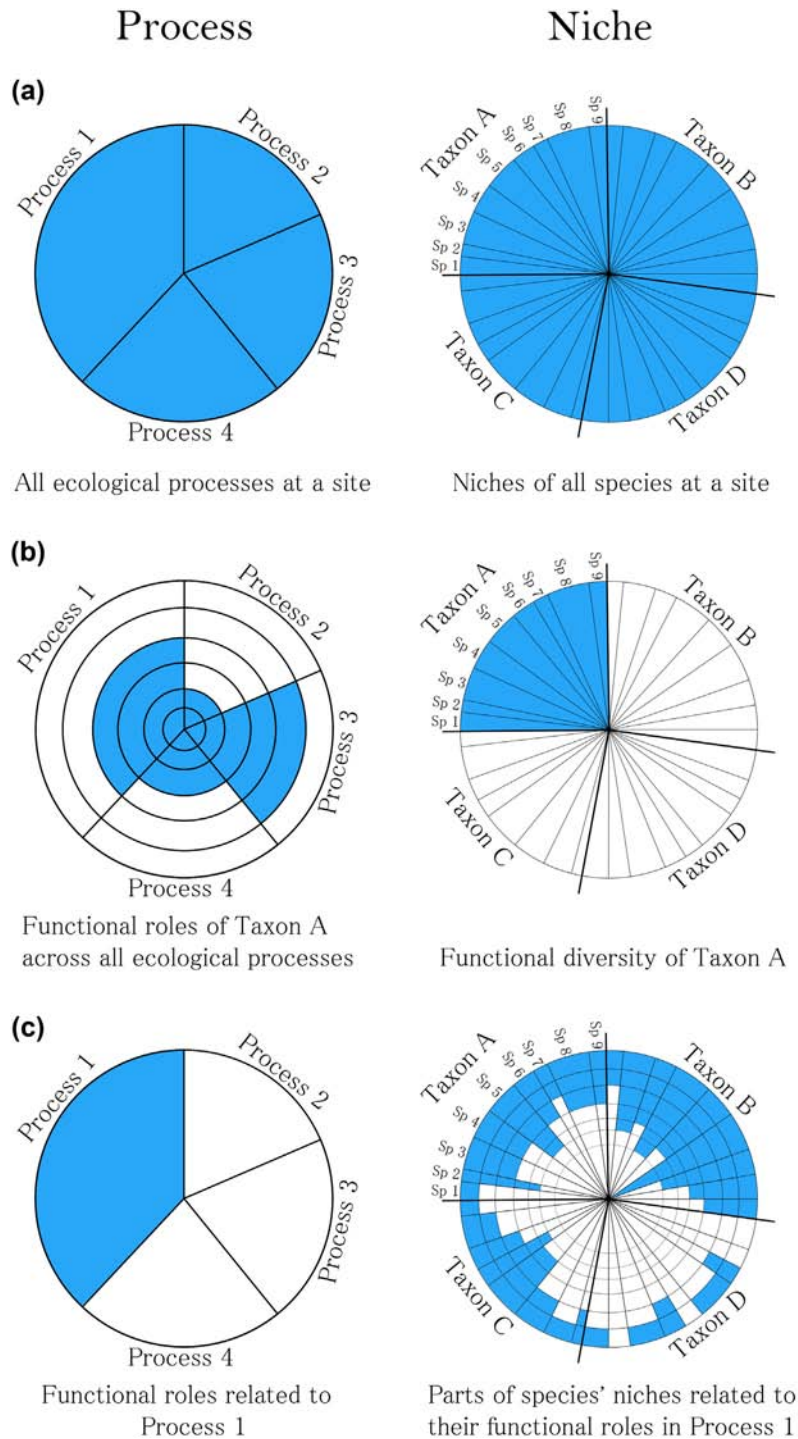 Process
Niche
(a)
Process 1
Process 2
Process 3
Process 4
All ecological processes at a site
Taxon A
Sp 1
Sp 2
Sp 3
Sp 4
Sp 5
Sp 6
Sp 7
Sp 8
Sp 9
Taxon B
Taxon C
Taxon D
Niches of all species at a site
(b)
Process 1
Process 2
Process 3
Process 4
Functional roles of Taxon A
across all ecological processes
Taxon A
Sp 1
Sp 2
Sp 3
Sp 4
Sp 5
Sp 6
Sp 7
Sp 8
Sp 9
Taxon B
Taxon C
Taxon D
Functional diversity of Taxon A
(c)
Process 1
Process 2
Process 3
Process 4
Functional roles related to
Process 1
Taxon A
Sp 1
Sp 2
Sp 3
Sp 4
Sp 5
Sp 6
Sp 7
Sp 8
Sp 9
Taxon B
Taxon C
Taxon D
Parts of species' niches related to
their functional roles in Process 1